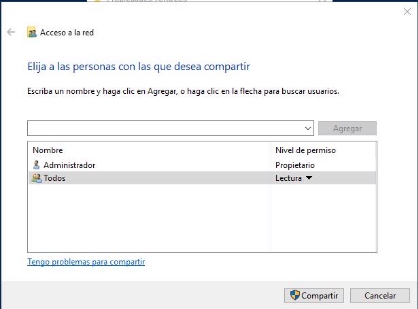 Acceso a la red
Elija a las personas con las que desea compartir
Escriba un nombre y haga clic en Agregar, o haga clic en la flecha para buscar usuarios.
Agregar
Nombre Nivel de permiso
Administrador Propietario
Todos Lectura
Tengo problemas para compartir
Compartir Cancelar